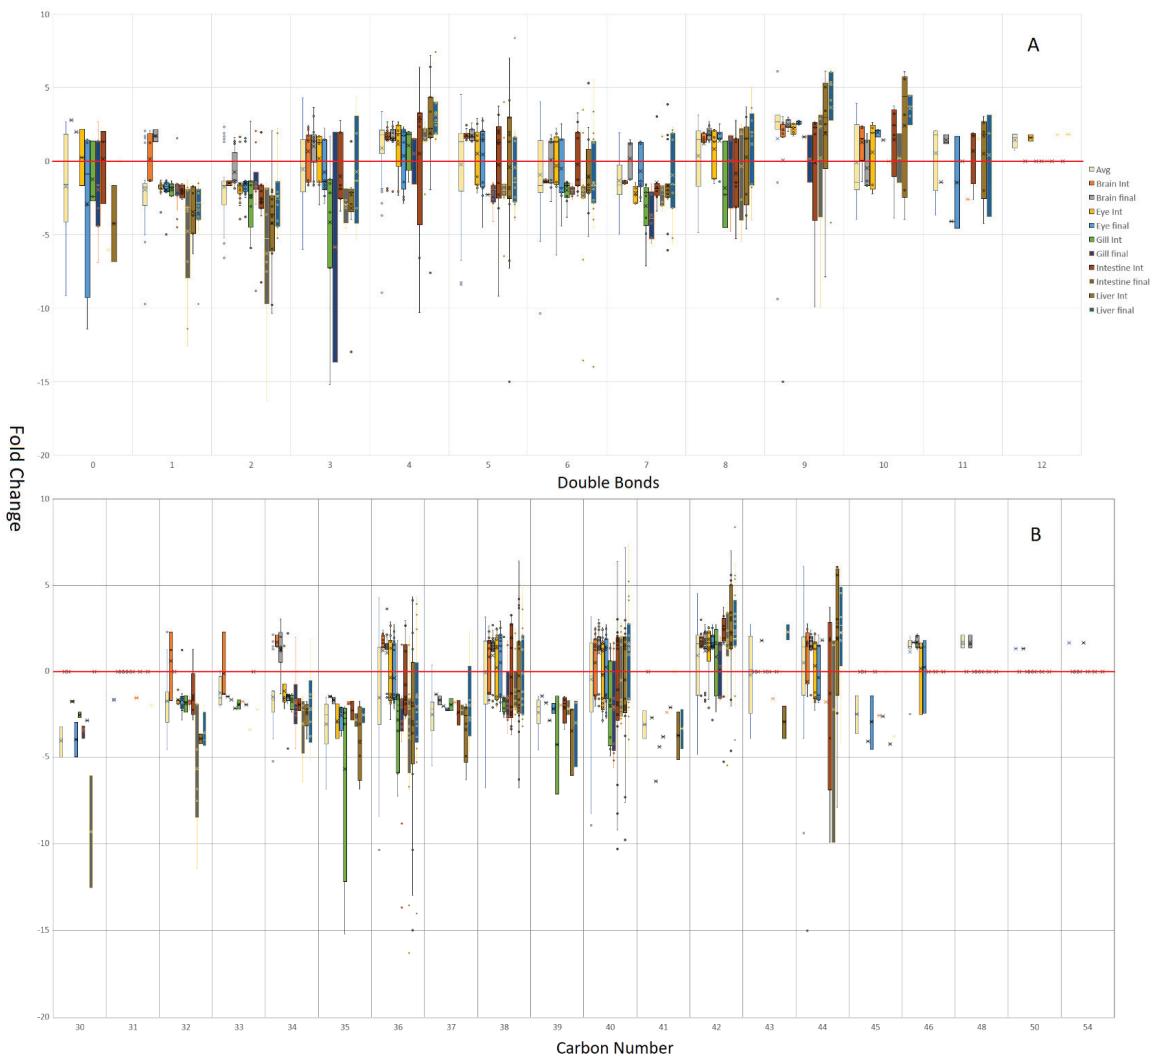 10
A
5
0
-5
-10
-15
-20
0 1 2 3 4 5 6 7 8 9 10 11 12
Double Bonds
Avg
Brain Int
Brain final
Eye Int
Eye final
Gill Int
Gill final
Intestine Int
Intestine final
Liver Int
Liver final
Fold Change
10
B
5
0
-5
-10
-15
-20
30 31 32 33 34 35 36 37 38 39 40 41 42 43 44 45 46 48 50 54
Carbon Number